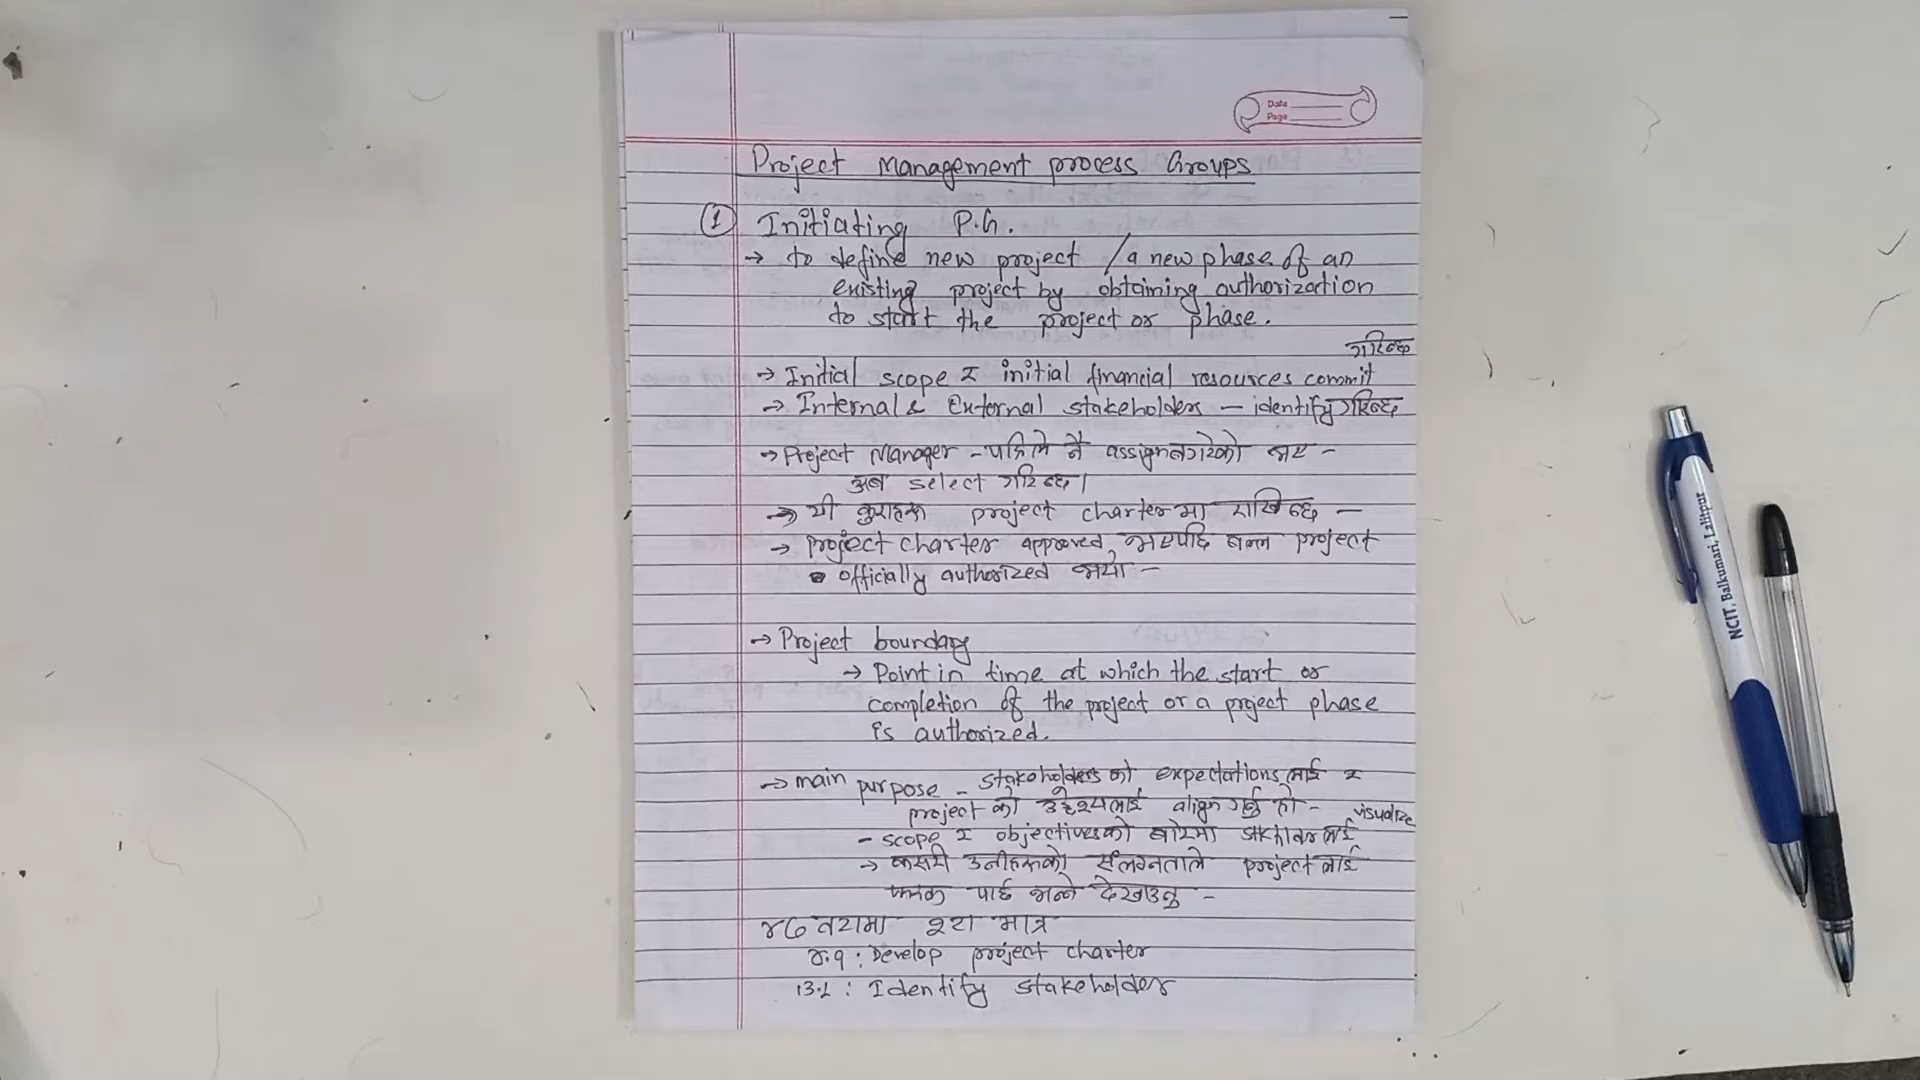 Date
Page
Project Management process Groups
① Initiating P.G.
→ to define new project / a new phase of an
existing project by obtaining authorization
to start the project or phase.
गरिन्छ
→ Initial scope र initial financial resources commit
→ Internal & External stakeholders – identify गरिन्छ
→ Project Manager – पहिले नै assign नगरेको भए –
अब select गरिन्छ।
→ यी कुराहरू project charter मा राखिन्छ –
→ Project charter approved भएपछि बल्ल project
officially authorized भयो –
→ Project boundary
→ Point in time at which the start or
completion of the project or a project phase
is authorized.
→ main purpose – stakeholders को expectations लाई र
project को उद्देश्यलाई align गर्नु हो –
visualize
– scope र objectives को बारेमा लाई
→ कसरी उनीहरूको संलग्नताले project लाई
फरक पार्छ भन्ने देखाउनु –
४७ वटामा २टा मात्र
४.१ : Develop project charter
13.1 : Identify stakeholder
NCIT, Balkumari, Lalitpur